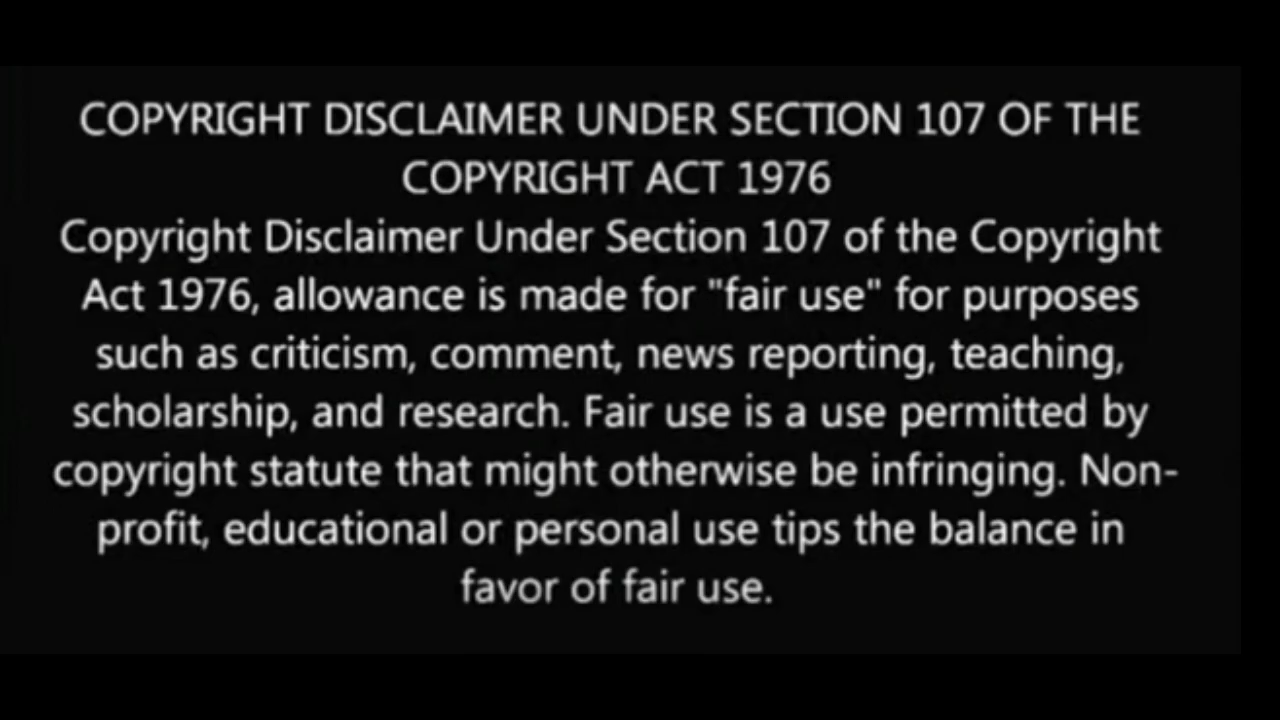 COPYRIGHT DISCLAIMER UNDER SECTION 107 OF THE
COPYRIGHT ACT 1976
Copyright Disclaimer Under Section 107 of the Copyright
Act 1976, allowance is made for "fair use" for purposes
such as criticism, comment, news reporting, teaching,
scholarship, and research. Fair use is a use permitted by
copyright statute that might otherwise be infringing. Non-
profit, educational or personal use tips the balance in
favor of fair use.